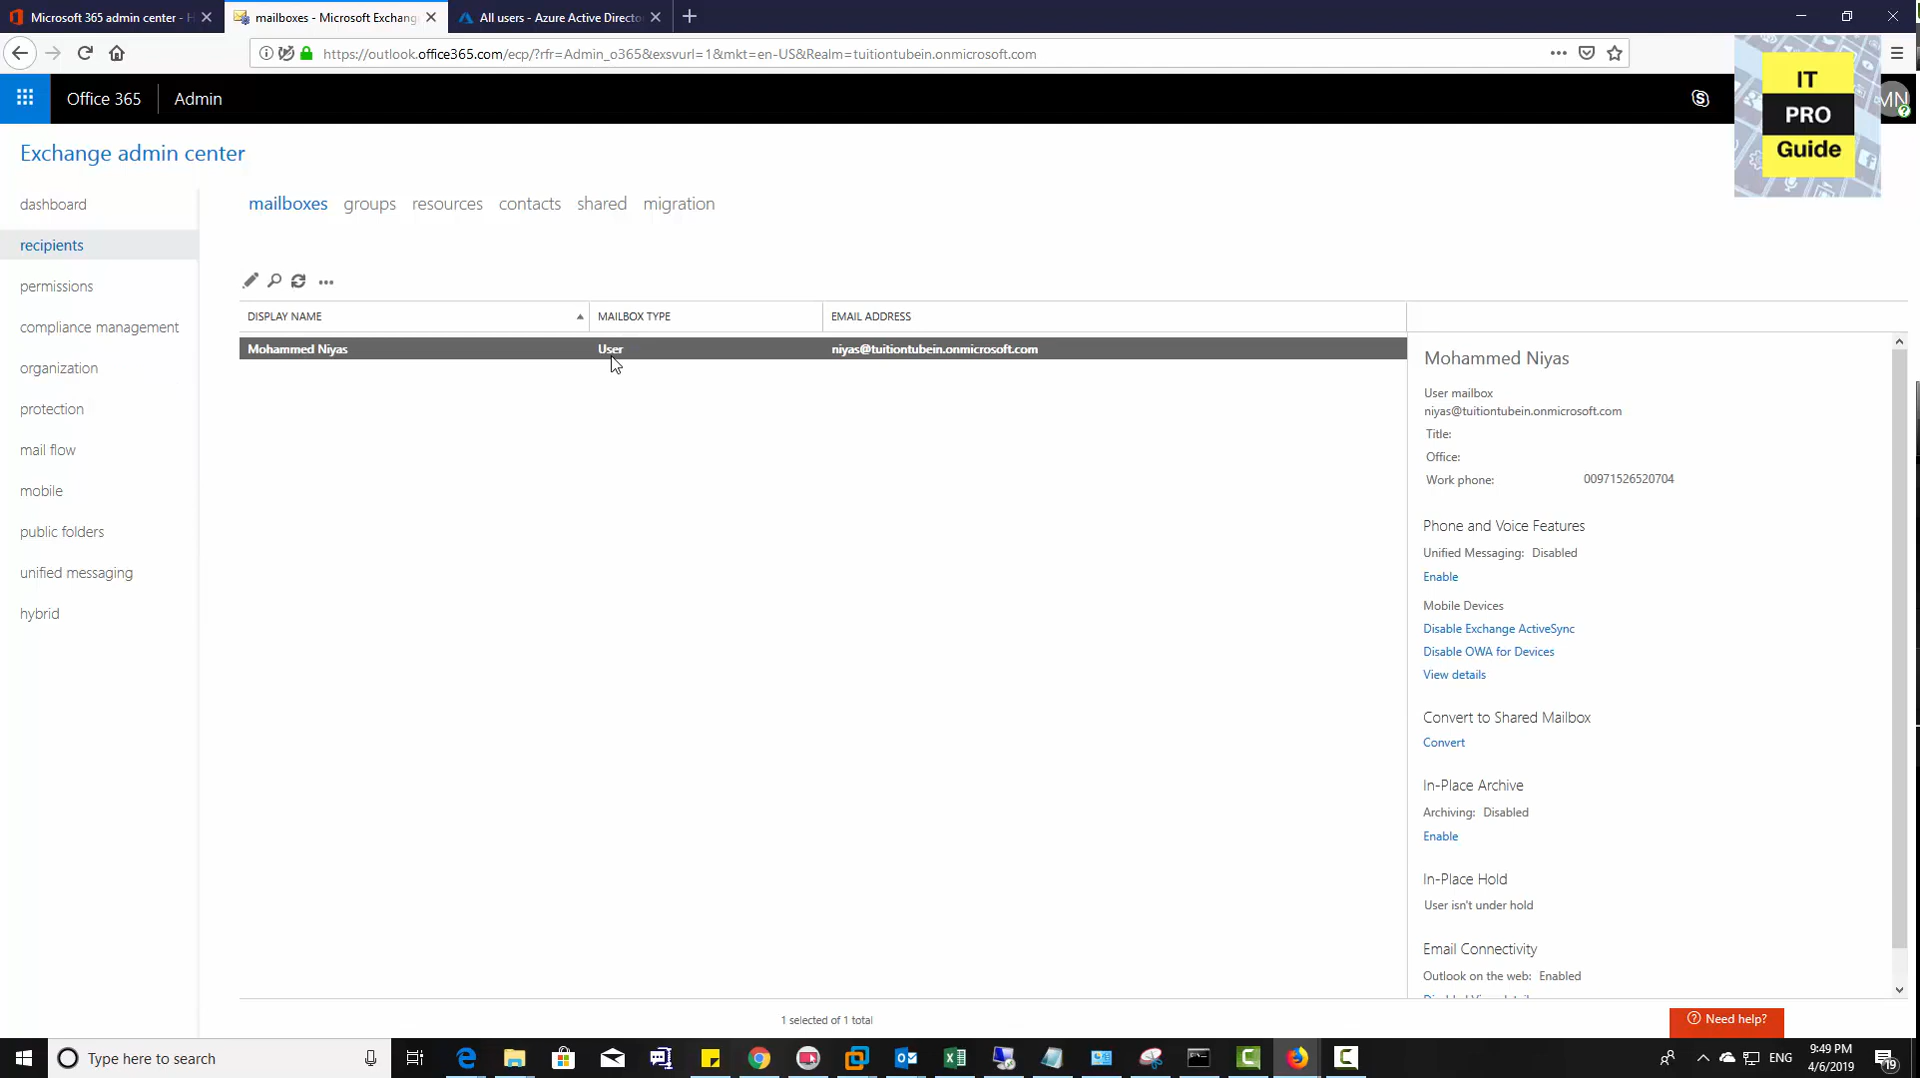 Microsoft 365 admin center - H
mailboxes - Microsoft Exchang
All users - Azure Active Directo
https://outlook.office365.com/ecp/?rfr=Admin_o365&exsvurl=1&mkt=en-US&Realm=tuitiontubein.onmicrosoft.com
IT
PRO
Guide
Office 365
Admin
MN
Exchange admin center
dashboard
recipients
permissions
compliance management
organization
protection
mail flow
mobile
public folders
unified messaging
hybrid
mailboxes groups resources contacts shared migration
DISPLAY NAME MAILBOX TYPE EMAIL ADDRESS
Mohammed Niyas User niyas@tuitiontubein.onmicrosoft.com
Mohammed Niyas
User mailbox
niyas@tuitiontubein.onmicrosoft.com
Title:
Office:
Work phone: 00971526520704
Phone and Voice Features
Unified Messaging: Disabled
Enable
Mobile Devices
Disable Exchange ActiveSync
Disable OWA for Devices
View details
Convert to Shared Mailbox
Convert
In-Place Archive
Archiving: Disabled
Enable
In-Place Hold
User isn't under hold
Email Connectivity
Outlook on the web: Enabled
1 selected of 1 total
Need help?
Type here to search
ENG
9:49 PM
4/6/2019
19